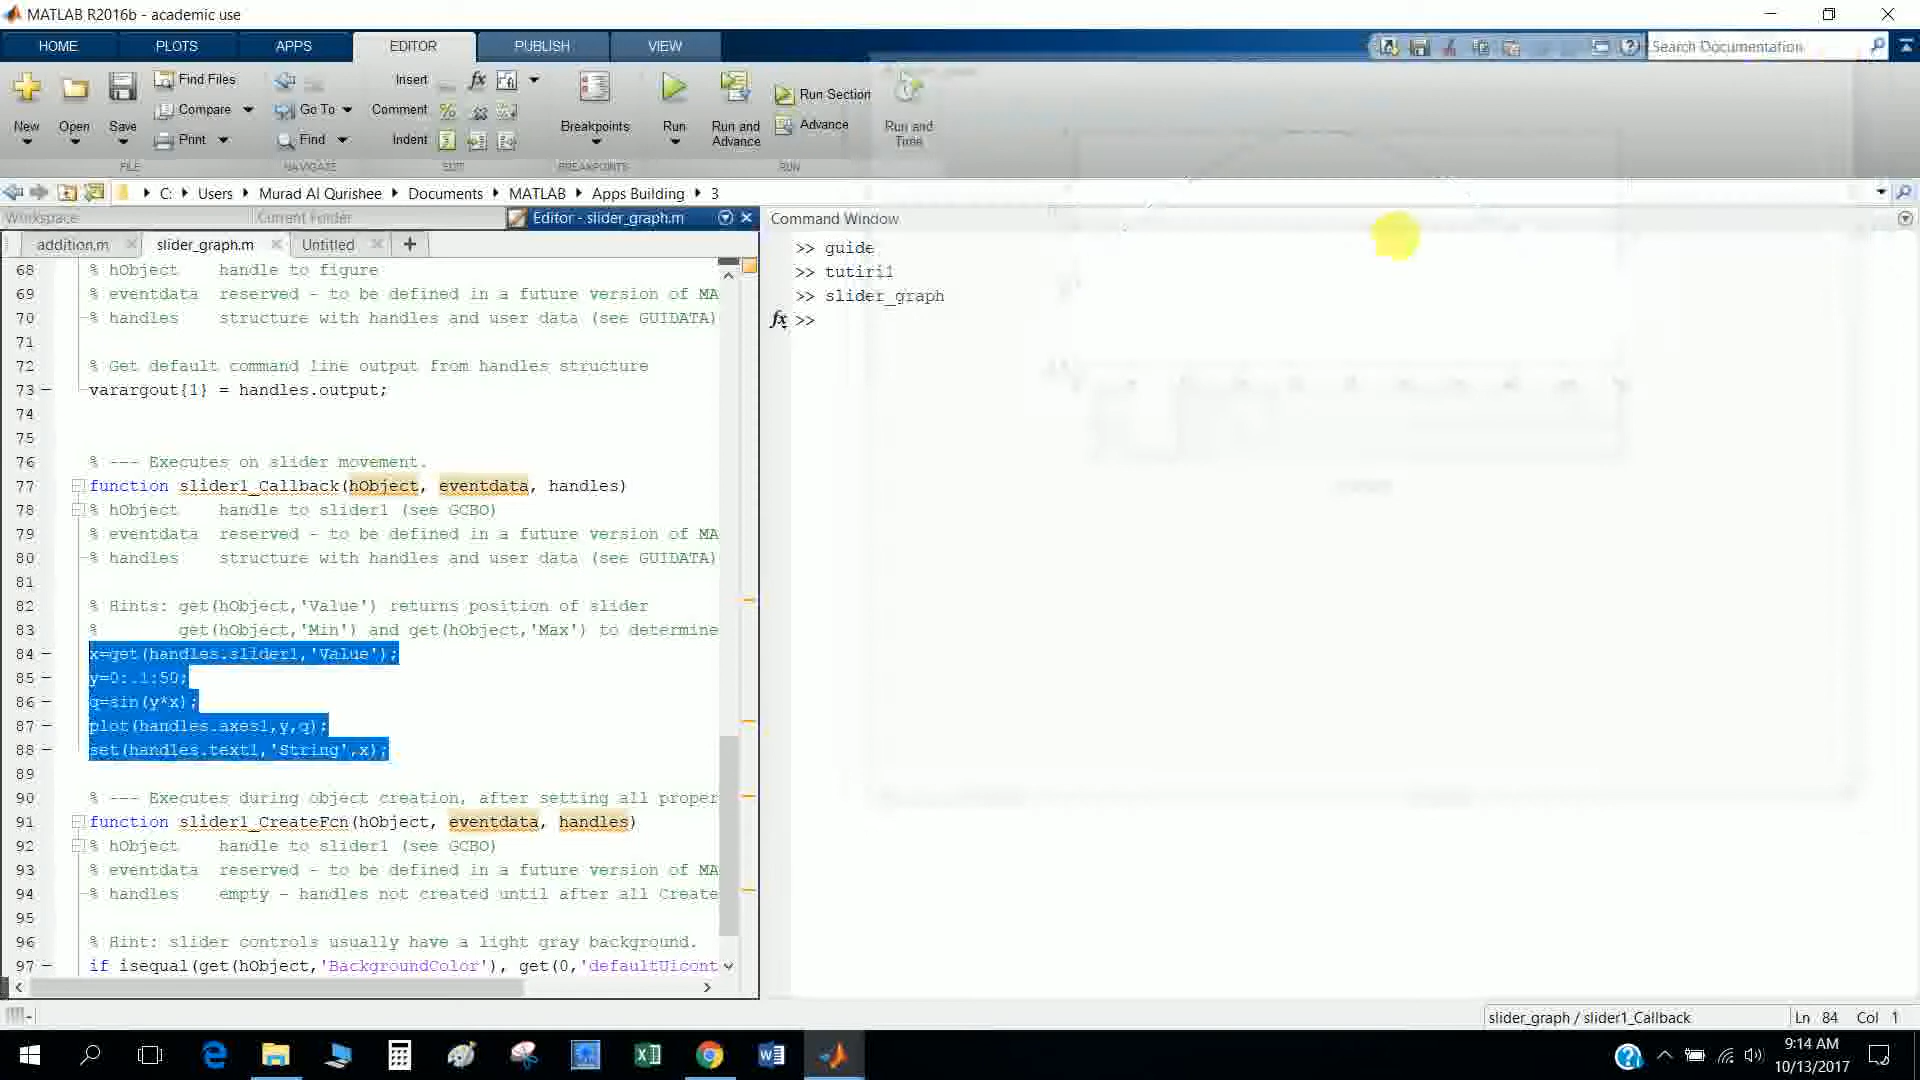 MATLAB R2016b - academic use
HOME PLOTS APPS EDITOR PUBLISH VIEW
Search Documentation
New Open Save
Find Files
Compare
Print
FILE
Go To
Find
NAVIGATE
Insert
Comment
Indent
EDIT
Breakpoints
BREAKPOINTS
Run
Run and Advance
Run Section
Advance
RUN
Run and Time
C: Users Murad Al Qurishee Documents MATLAB Apps Building 3
Workspace Current Folder Editor - slider_graph.m
addition.m slider_graph.m Untitled +
68 % hObject handle to figure
69 % eventdata reserved - to be defined in a future version of MA
70 % handles structure with handles and user data (see GUIDATA)
71
72 % Get default command line output from handles structure
73 varargout{1} = handles.output;
74
75
76 % --- Executes on slider movement.
77 function slider1_Callback(hObject, eventdata, handles)
78 % hObject handle to slider1 (see GCBO)
79 % eventdata reserved - to be defined in a future version of MA
80 % handles structure with handles and user data (see GUIDATA)
81
82 % Hints: get(hObject,'Value') returns position of slider
83 % get(hObject,'Min') and get(hObject,'Max') to determine
84 x=get(handles.slider1,'Value');
85 y=0:.1:50;
86 q=sin(y*x);
87 plot(handles.axes1,y,q);
88 set(handles.text1,'String',x);
89
90 % --- Executes during object creation, after setting all proper
91 function slider1_CreateFcn(hObject, eventdata, handles)
92 % hObject handle to slider1 (see GCBO)
93 % eventdata reserved - to be defined in a future version of MA
94 % handles empty - handles not created until after all Create
95
96 % Hint: slider controls usually have a light gray background.
97 if isequal(get(hObject,'BackgroundColor'), get(0,'defaultUicont
Command Window
>> guide
>> tutiri1
>> slider_graph
fx >>
slider_graph / slider1_Callback Ln 84 Col 1
9:14 AM
10/13/2017